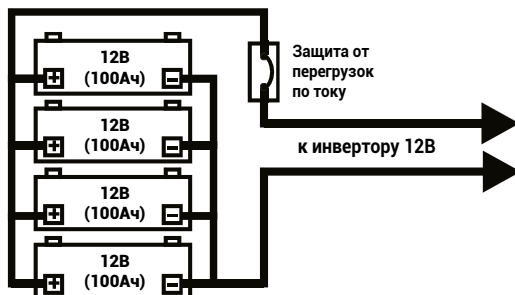 12В
(100Ач)
+ −
12В
(100Ач)
+ −
12В
(100Ач)
+ −
12В
(100Ач)
+ −
Защита от
перегрузок
по току
к инвертору 12В